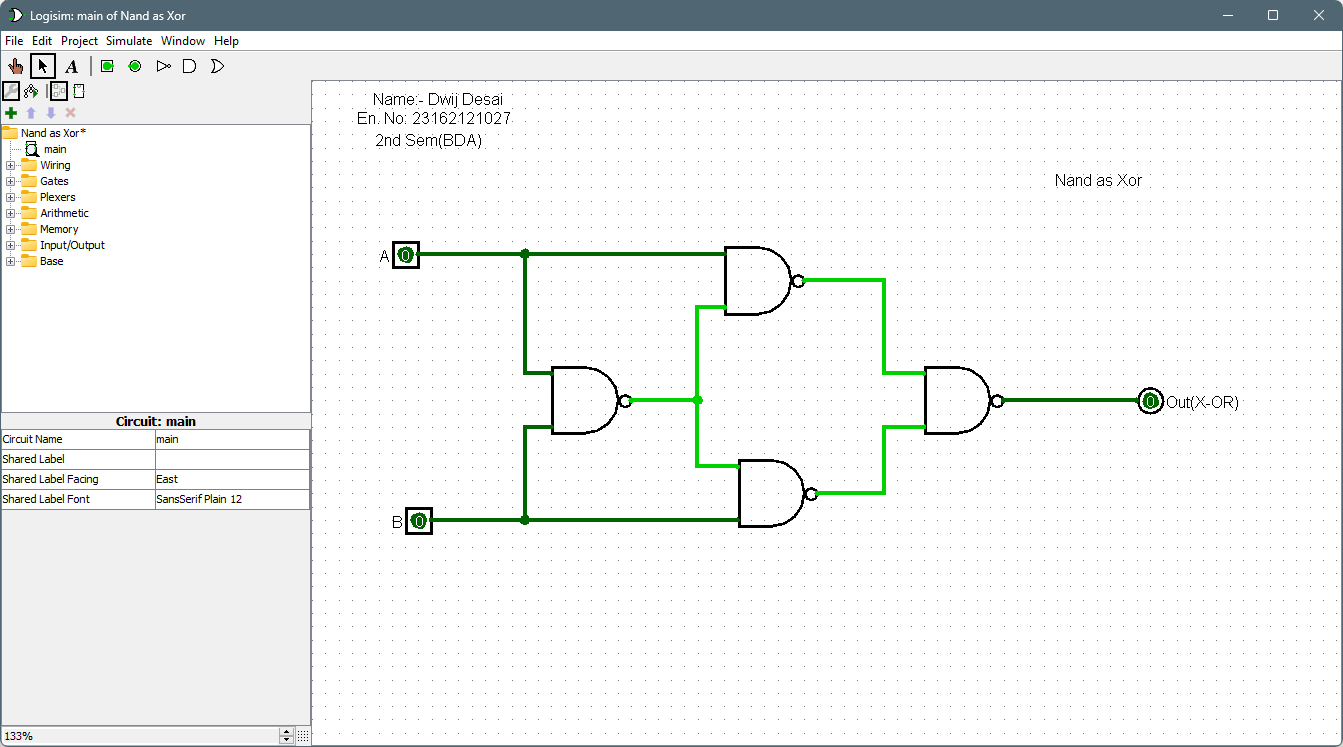 Logisim: main of Nand as Xor
File Edit Project Simulate Window Help
A
Nand as Xor*
main
Wiring
Gates
Plexers
Arithmetic
Memory
Input/Output
Base
Circuit: main
Circuit Name main
Shared Label
Shared Label Facing East
Shared Label Font SansSerif Plain 12
133%
Name:- Dwij Desai
En. No: 23162121027
2nd Sem(BDA)
Nand as Xor
A 0
B 0
0 Out(X-OR)